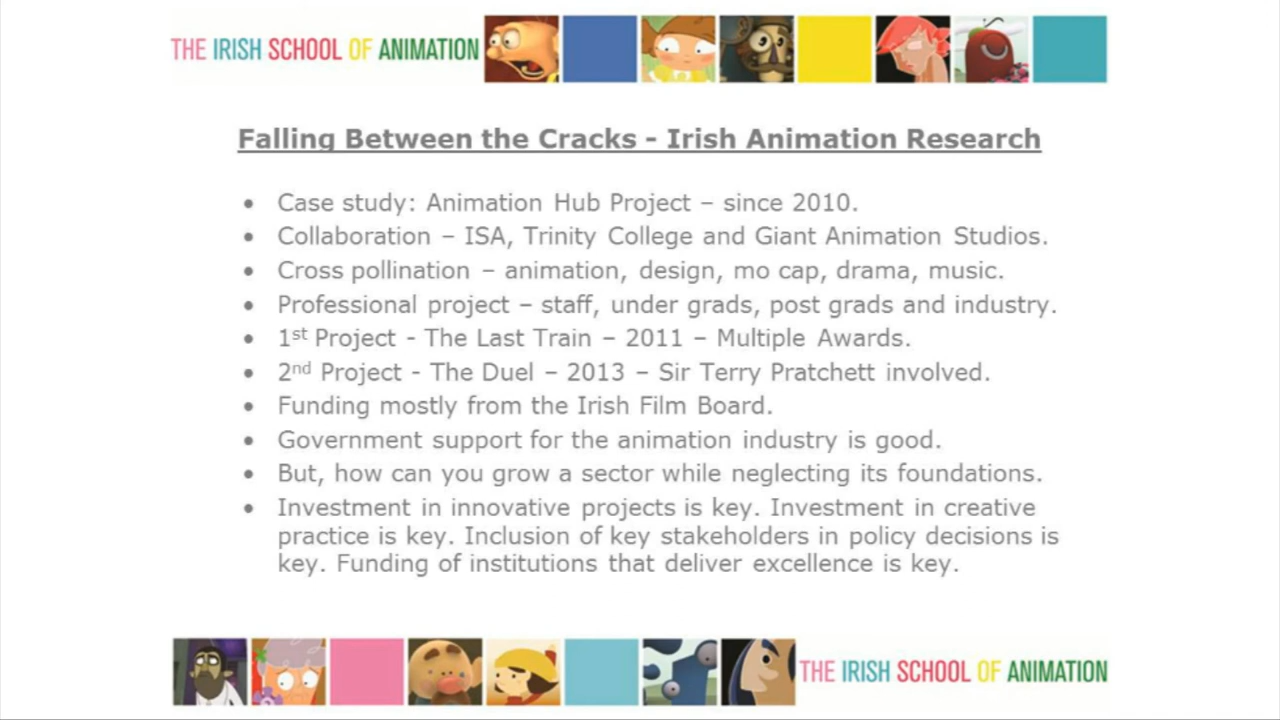 THE IRISH SCHOOL OF ANIMATION
Falling Between the Cracks - Irish Animation Research
• Case study: Animation Hub Project – since 2010.
• Collaboration – ISA, Trinity College and Giant Animation Studios.
• Cross pollination – animation, design, mo cap, drama, music.
• Professional project – staff, under grads, post grads and industry.
• 1st Project - The Last Train – 2011 – Multiple Awards.
• 2nd Project - The Duel – 2013 – Sir Terry Pratchett involved.
• Funding mostly from the Irish Film Board.
• Government support for the animation industry is good.
• But, how can you grow a sector while neglecting its foundations.
• Investment in innovative projects is key. Investment in creative
practice is key. Inclusion of key stakeholders in policy decisions is
key. Funding of institutions that deliver excellence is key.
THE IRISH SCHOOL OF ANIMATION